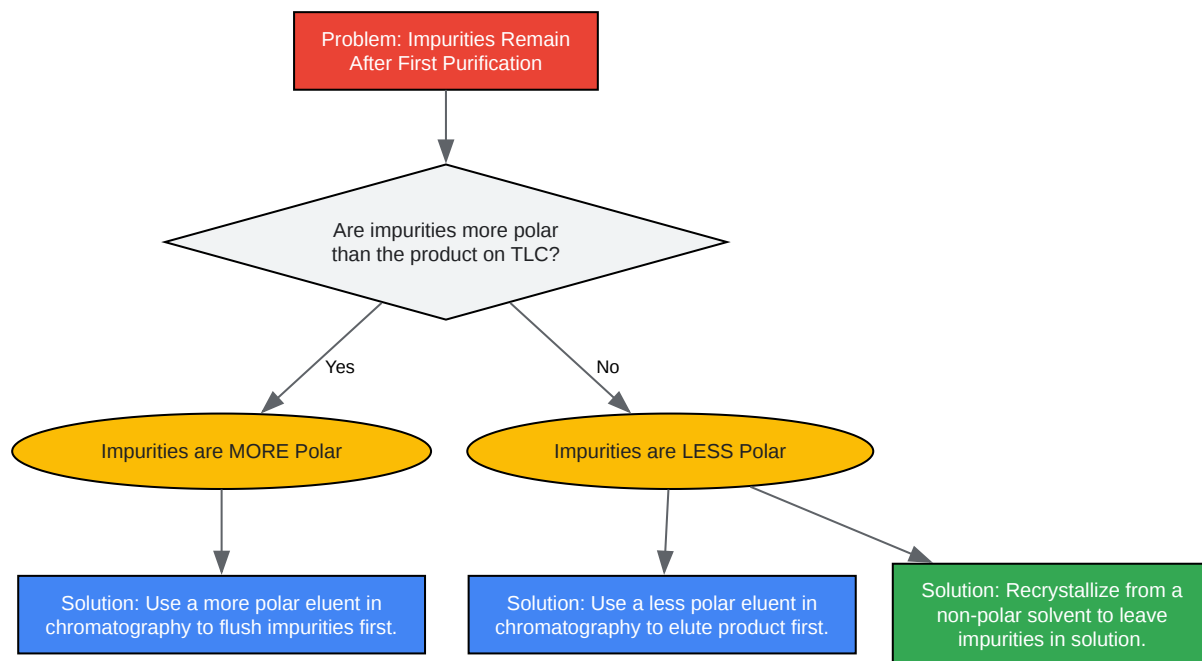 Problem: Impurities Remain
After First Purification
Are impurities more polar
than the product on TLC?
Yes
No
Impurities are MORE Polar
Impurities are LESS Polar
Solution: Use a more polar eluent in
chromatography to flush impurities first.
Solution: Use a less polar eluent in
chromatography to elute product first.
Solution: Recrystallize from a
non-polar solvent to leave
impurities in solution.